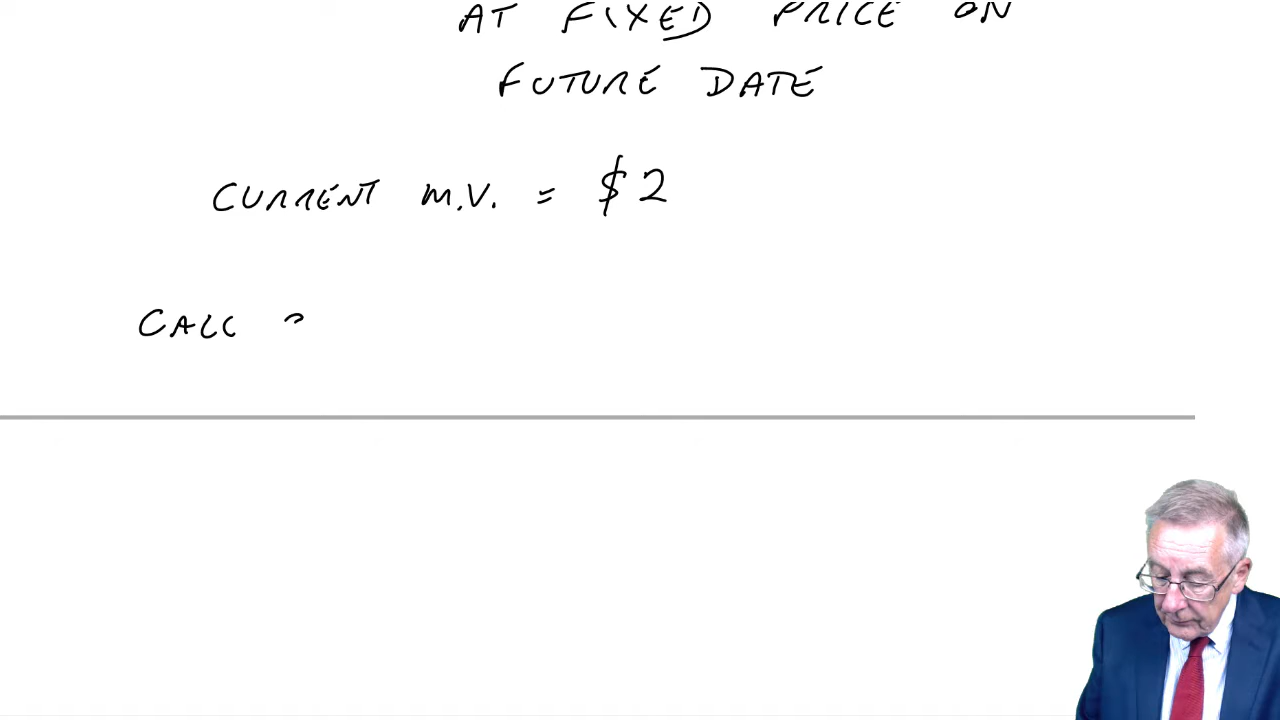 AT FIXED PRICE ON
FUTURE DATE
CURRENT M.V. = $2
CALL